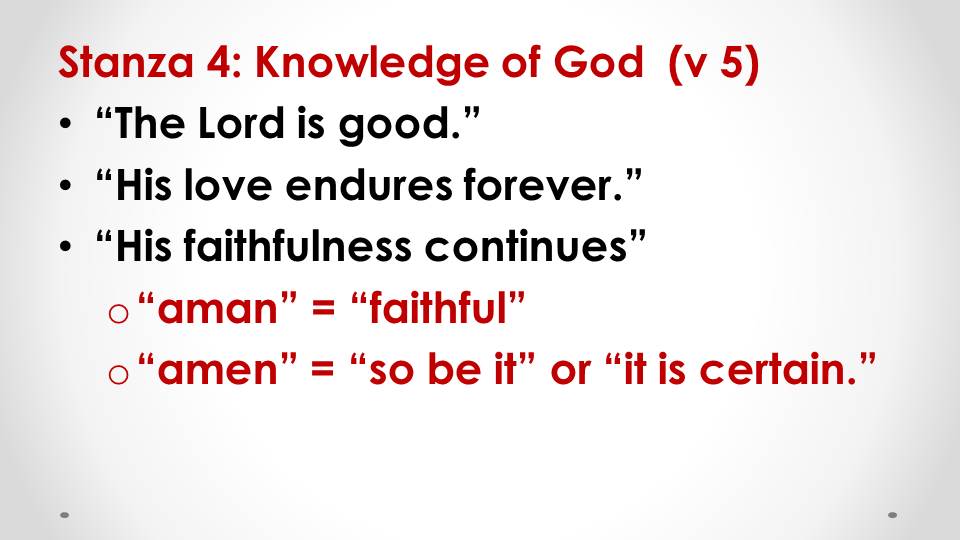 Stanza 4: Knowledge of God  (v 5)
• “The Lord is good.”
• “His love endures forever.”
• “His faithfulness continues”
o “aman” = “faithful”
o “amen” = “so be it” or “it is certain.”